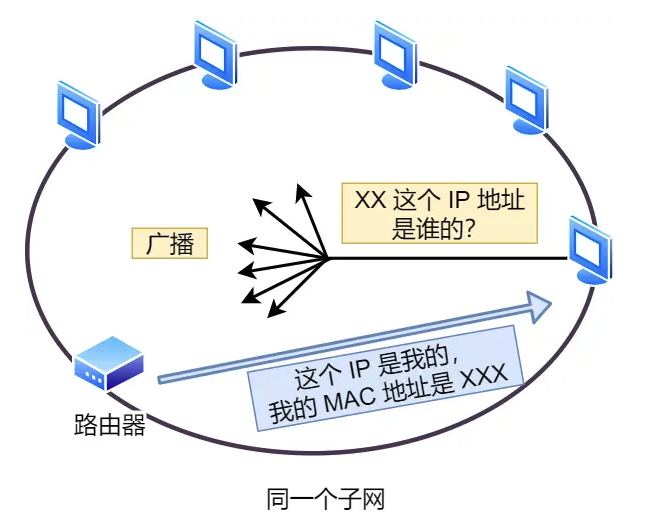 XX 这个 IP 地址
是谁的？
广播
这个 IP 是我的，
我的 MAC 地址是 XXX
路由器
同一个子网